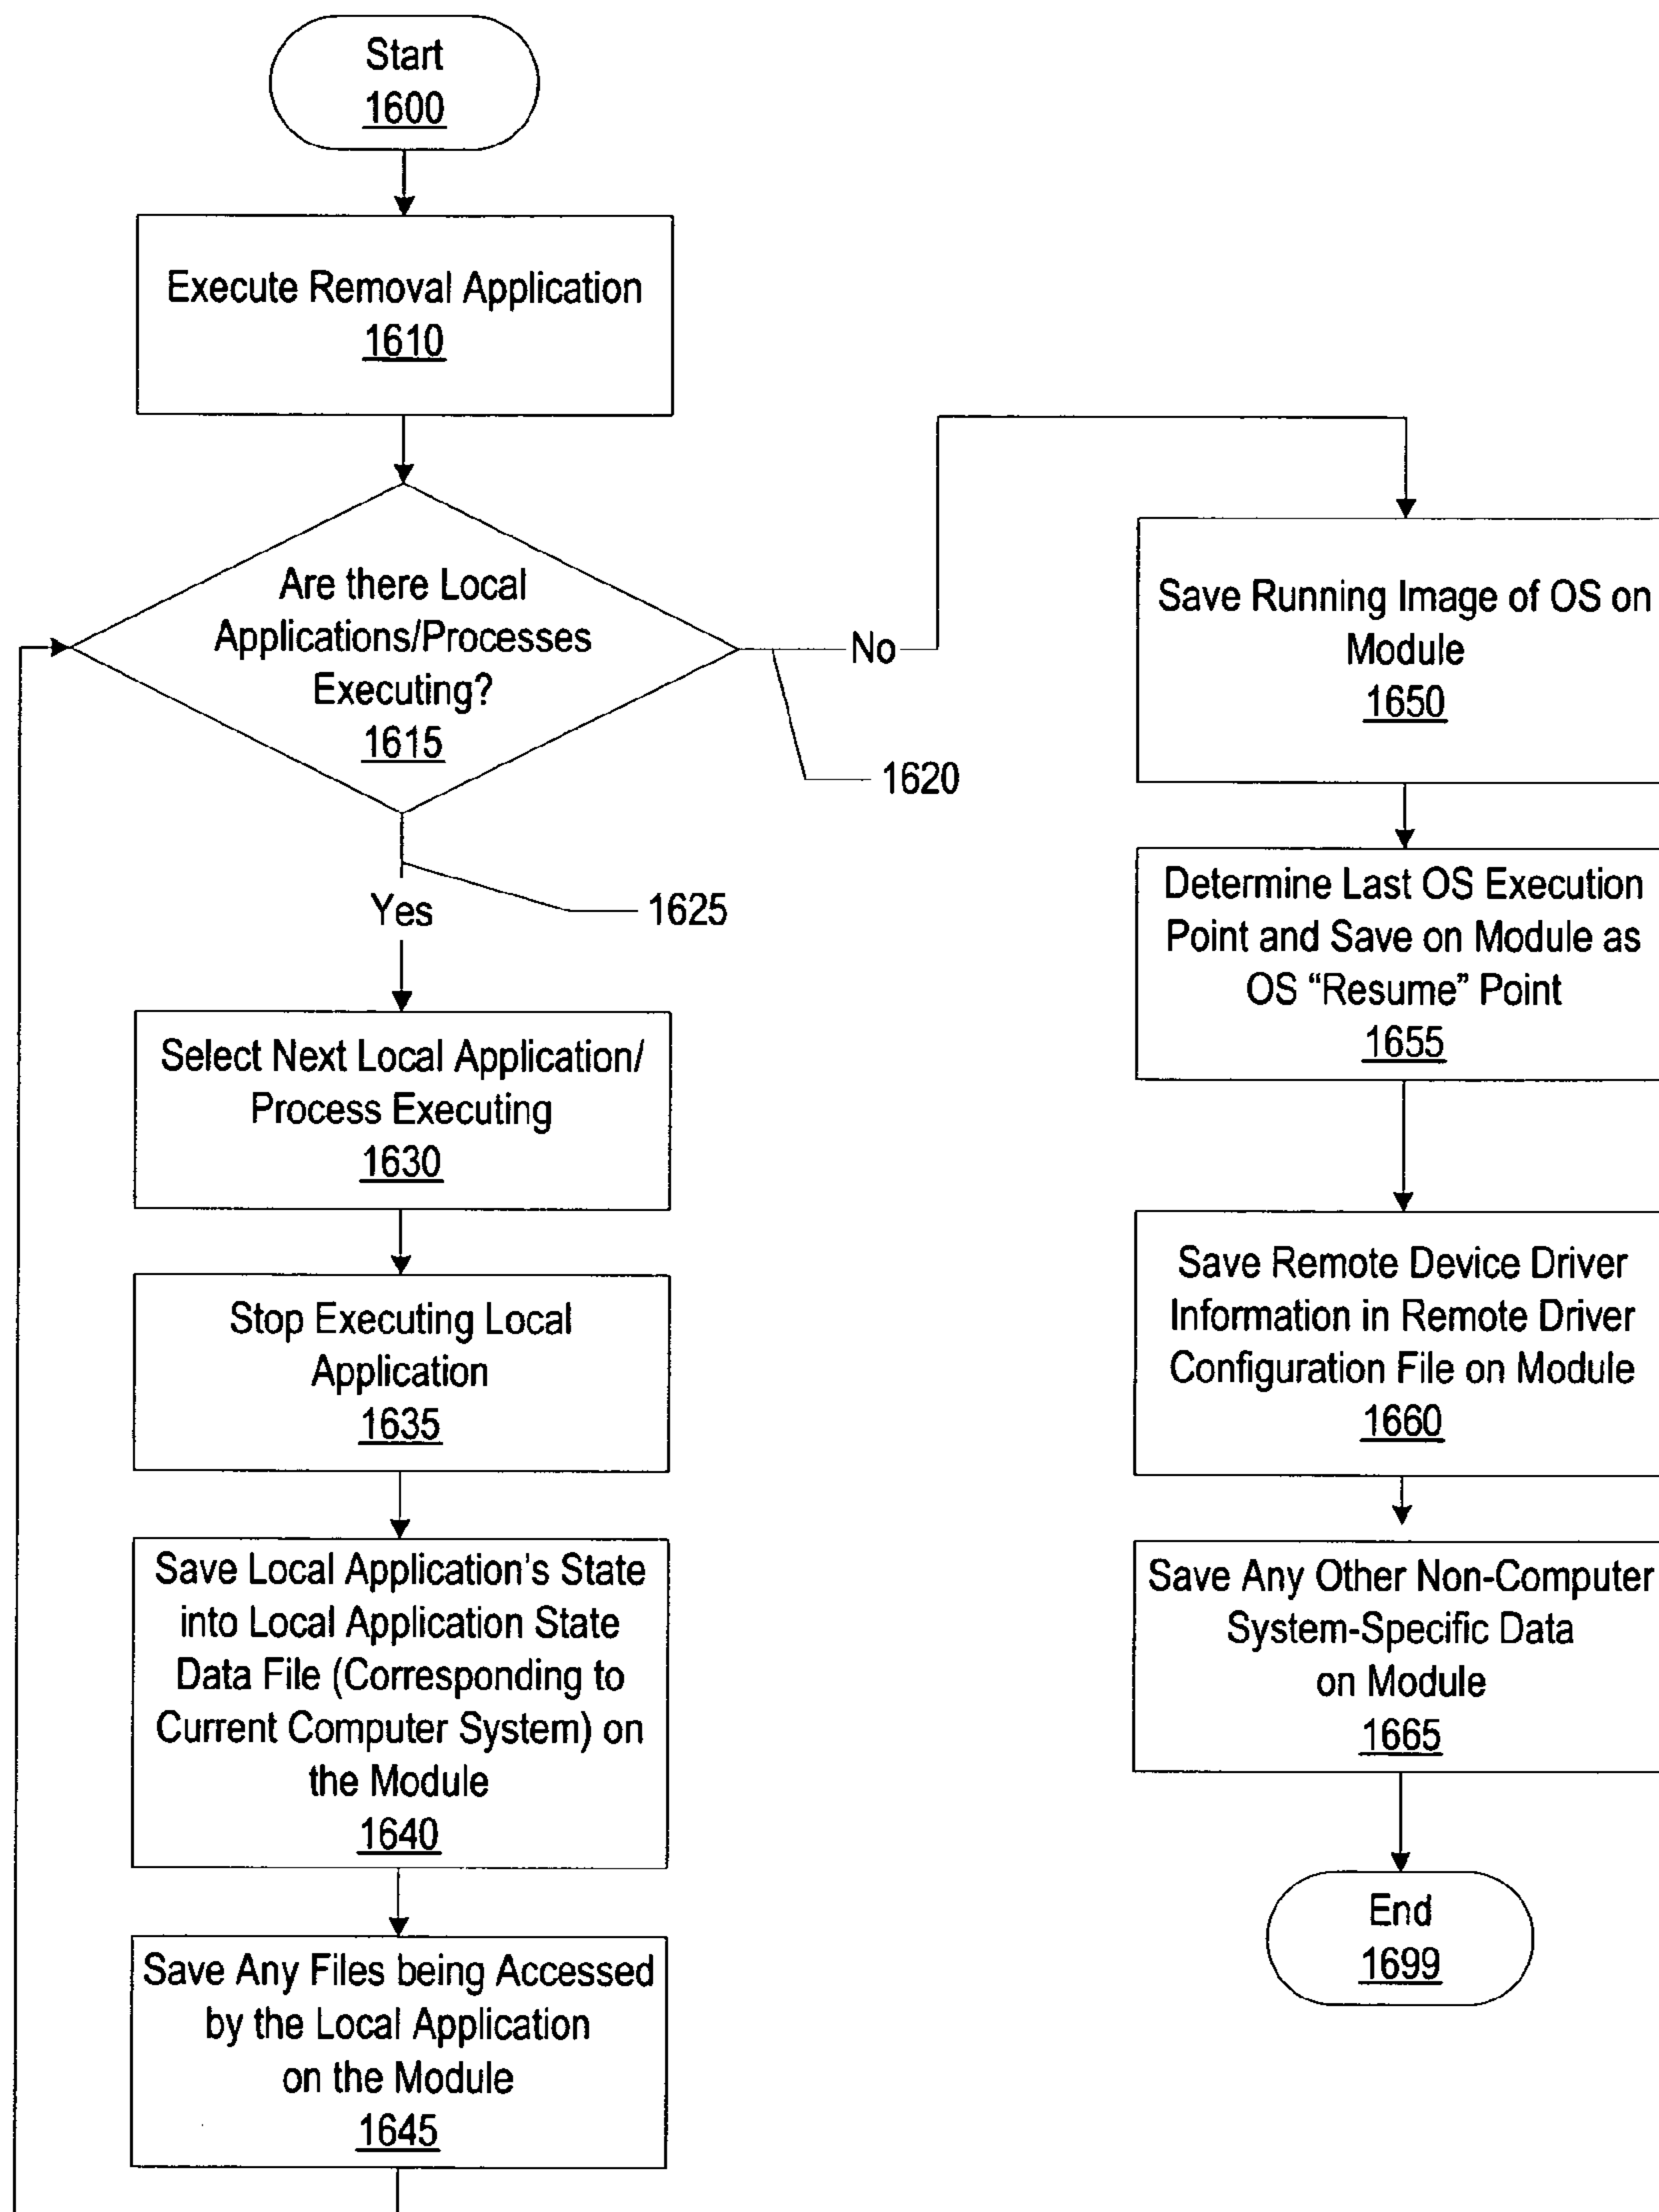 Start
1600
Execute Removal Application
1610
Are there Local
Applications/Processes
Executing?
1615
No
1620
Yes
1625
Select Next Local Application/
Process Executing
1630
Stop Executing Local
Application
1635
Save Local Application's State
into Local Application State
Data File (Corresponding to
Current Computer System) on
the Module
1640
Save Any Files being Accessed
by the Local Application
on the Module
1645
Save Running Image of OS on
Module
1650
Determine Last OS Execution
Point and Save on Module as
OS “Resume” Point
1655
Save Remote Device Driver
Information in Remote Driver
Configuration File on Module
1660
Save Any Other Non-Computer
System-Specific Data
on Module
1665
End
1699